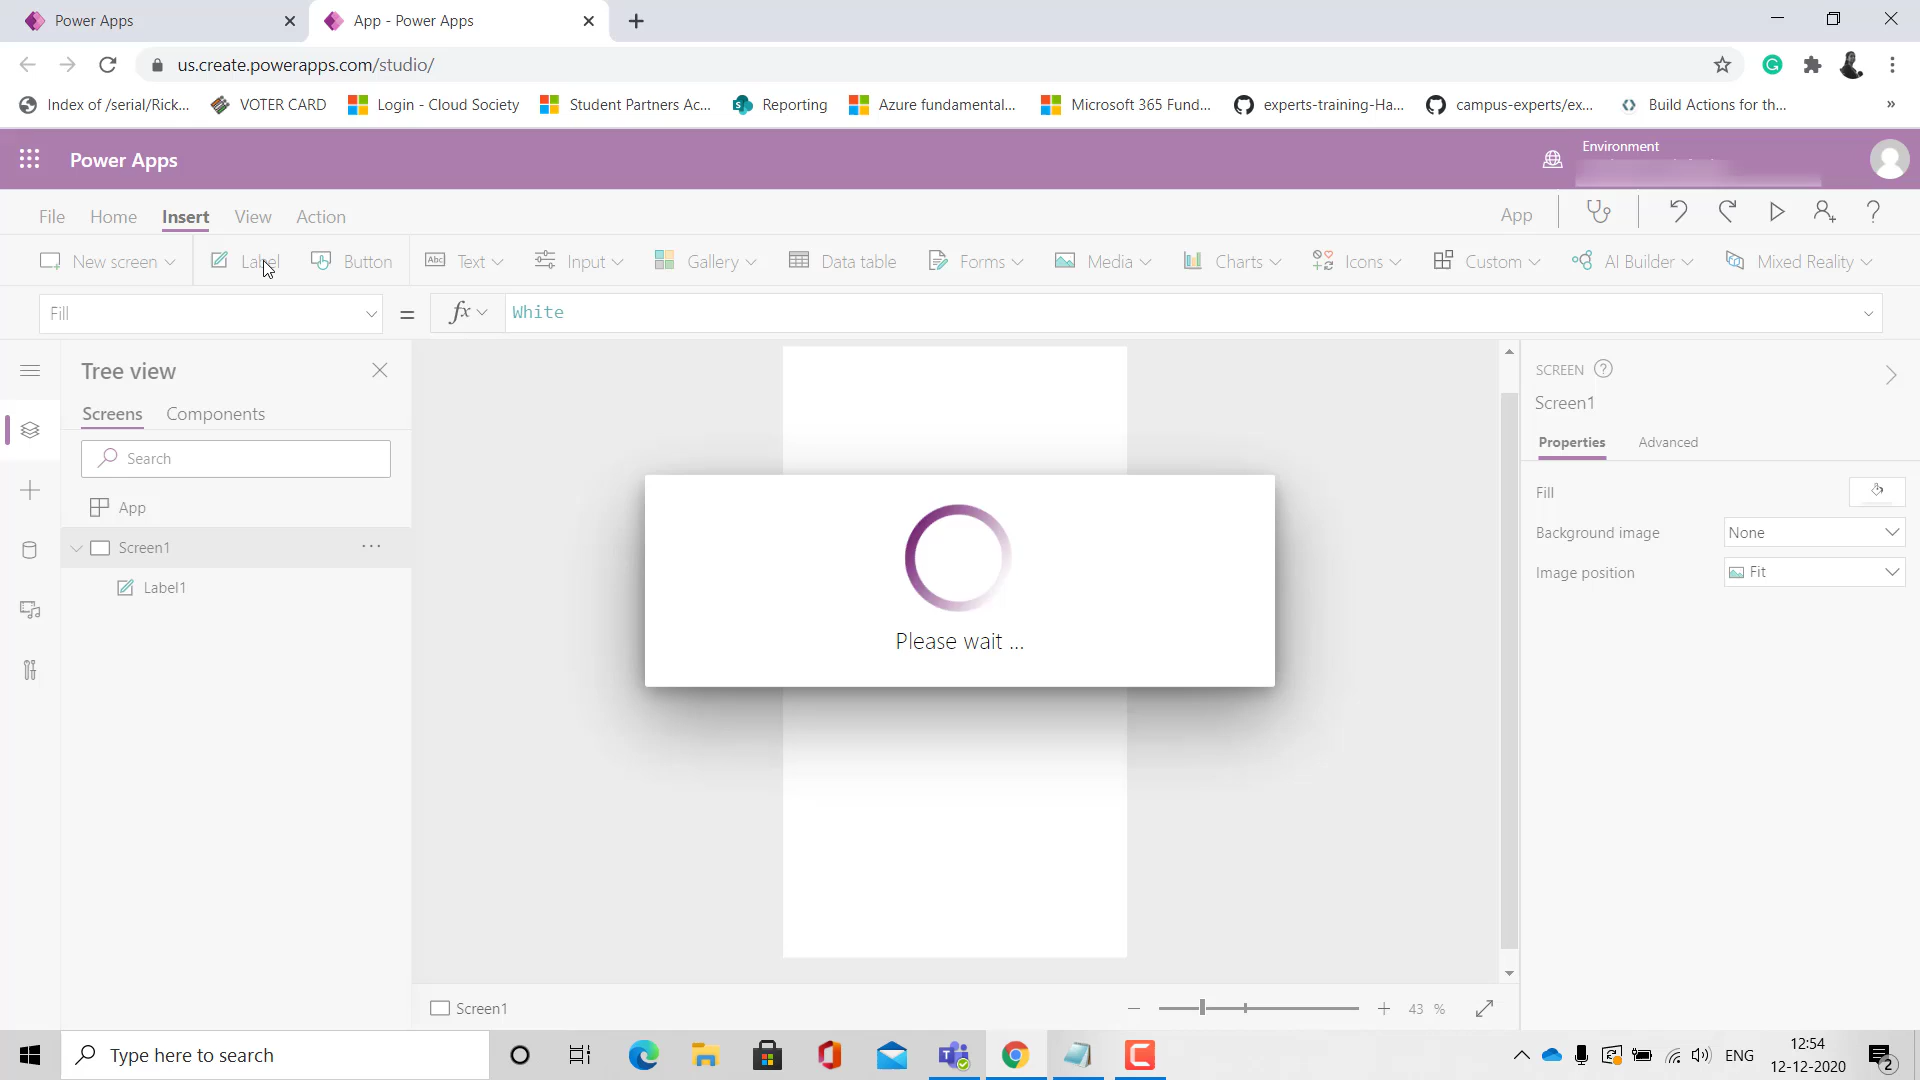 Power Apps
App - Power Apps
us.create.powerapps.com/studio/
Index of /serial/Rick...
VOTER CARD
Login - Cloud Society
Student Partners Ac...
Reporting
Azure fundamental...
Microsoft 365 Fund...
experts-training-Ha...
campus-experts/ex...
Build Actions for th...
»
Power Apps
Environment
File
Home
Insert
View
Action
App
New screen
Label
Button
Abc
Text
Input
Gallery
Data table
Forms
Media
Charts
Icons
Custom
AI Builder
Mixed Reality
Fill
=
fx
White
Tree view
Screens
Components
Search
App
Screen1
...
Label1
Please wait ...
SCREEN
Screen1
Properties
Advanced
Fill
Background image
None
Image position
Fit
Screen1
43 %
Type here to search
ENG
12:54
12-12-2020
2